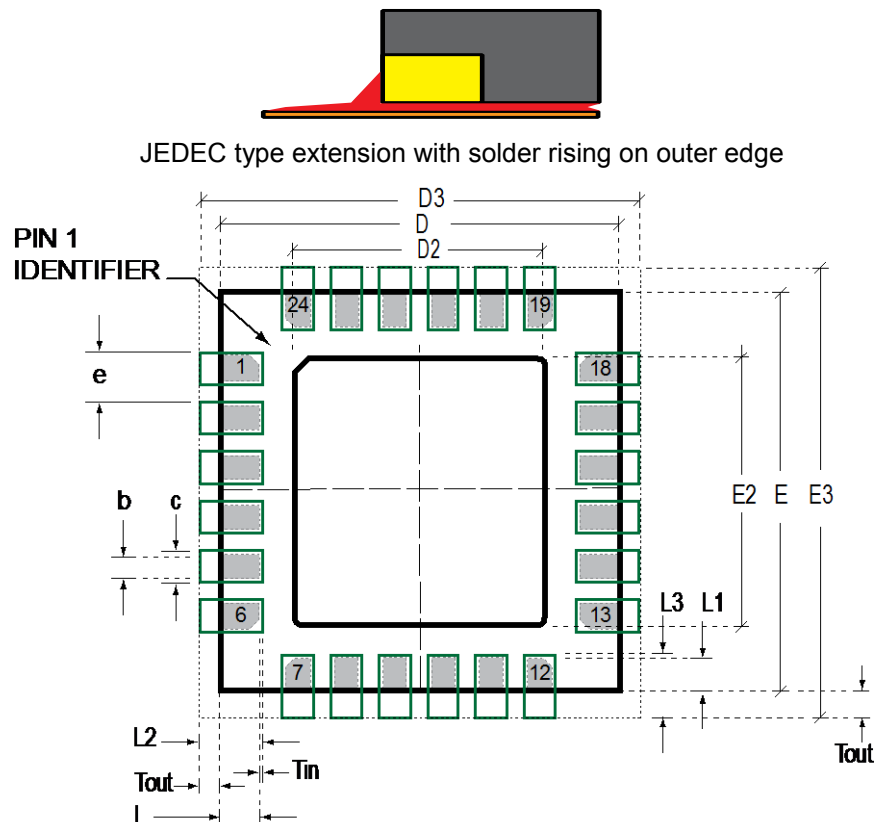 JEDEC type extension with solder rising on outer edge
D3
D
D2
PIN 1
IDENTIFIER
24
19
1
18
e
b
c
E2
E
E3
6
13
L3
L1
7
12
L2
Tin
Tout
Tout
L